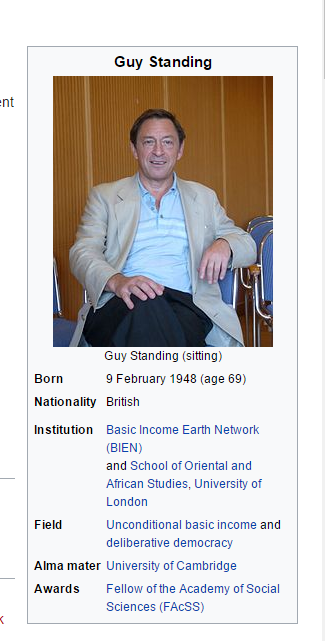 Guy Standing
ent
Guy Standing (sitting)
Born 9 February 1948 (age 69)
Nationality British
Institution Basic Income Earth Network
(BIEN)
and School of Oriental and
African Studies, University of
London
Field Unconditional basic income and
deliberative democracy
Alma mater University of Cambridge
Awards Fellow of the Academy of Social
Sciences (FAcSS)
k